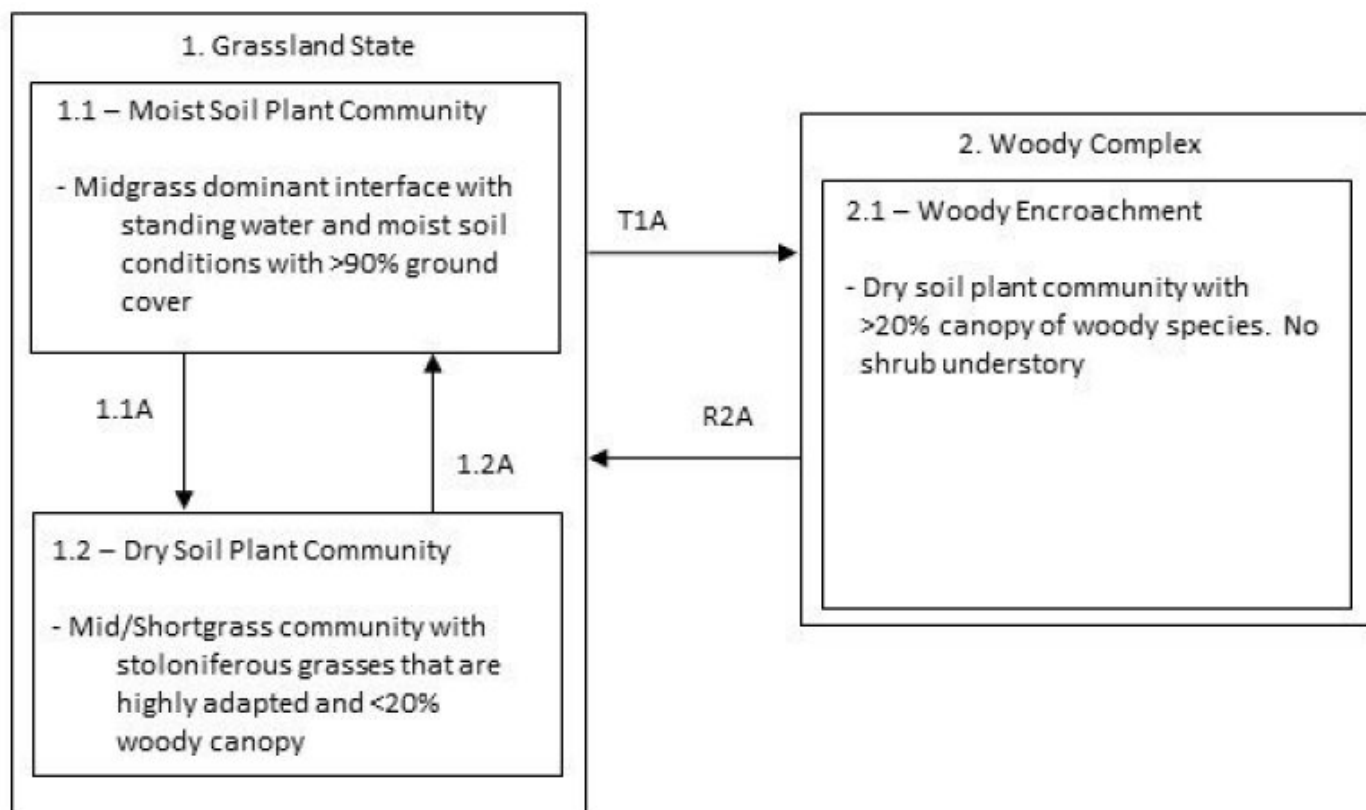 1. Grassland State
1.1 – Moist Soil Plant Community
- Midgrass dominant interface with
standing water and moist soil
conditions with >90% ground
cover
1.1A
1.2A
1.2 – Dry Soil Plant Community
- Mid/Shortgrass community with
stoloniferous grasses that are
highly adapted and <20%
woody canopy
T1A
R2A
2. Woody Complex
2.1 – Woody Encroachment
- Dry soil plant community with
>20% canopy of woody species.  No
shrub understory